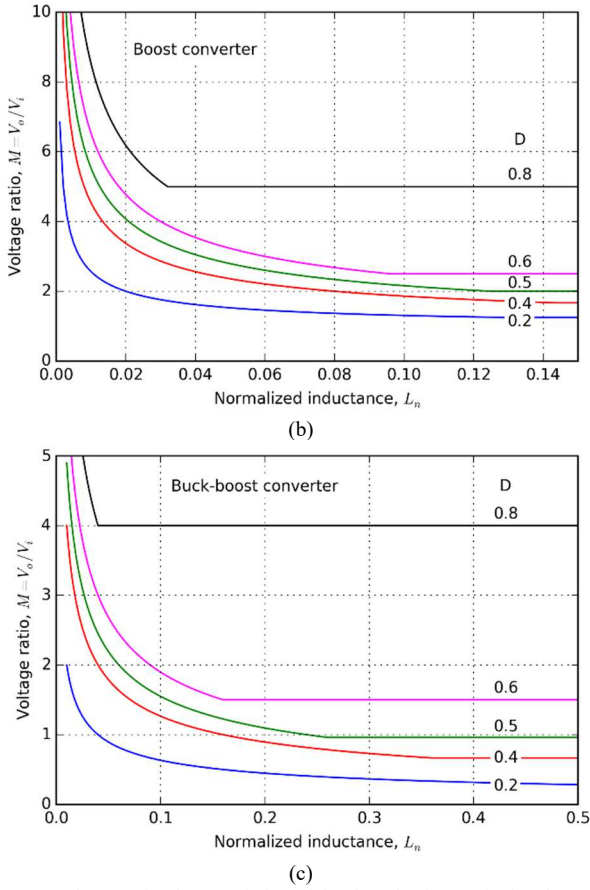 10
Boost converter
8
D
6
0.8
Voltage ratio, M = Vo/Vi
4
0.6
0.5
2
0.4
0.2
0
0.00 0.02 0.04 0.06 0.08 0.10 0.12 0.14
Normalized inductance, Ln
(b)
5
Buck-boost converter
D
0.8
4
3
Voltage ratio, M = Vo/Vi
2
0.6
0.5
1
0.4
0.2
0
0.0 0.1 0.2 0.3 0.4 0.5
Normalized inductance, Ln
(c)